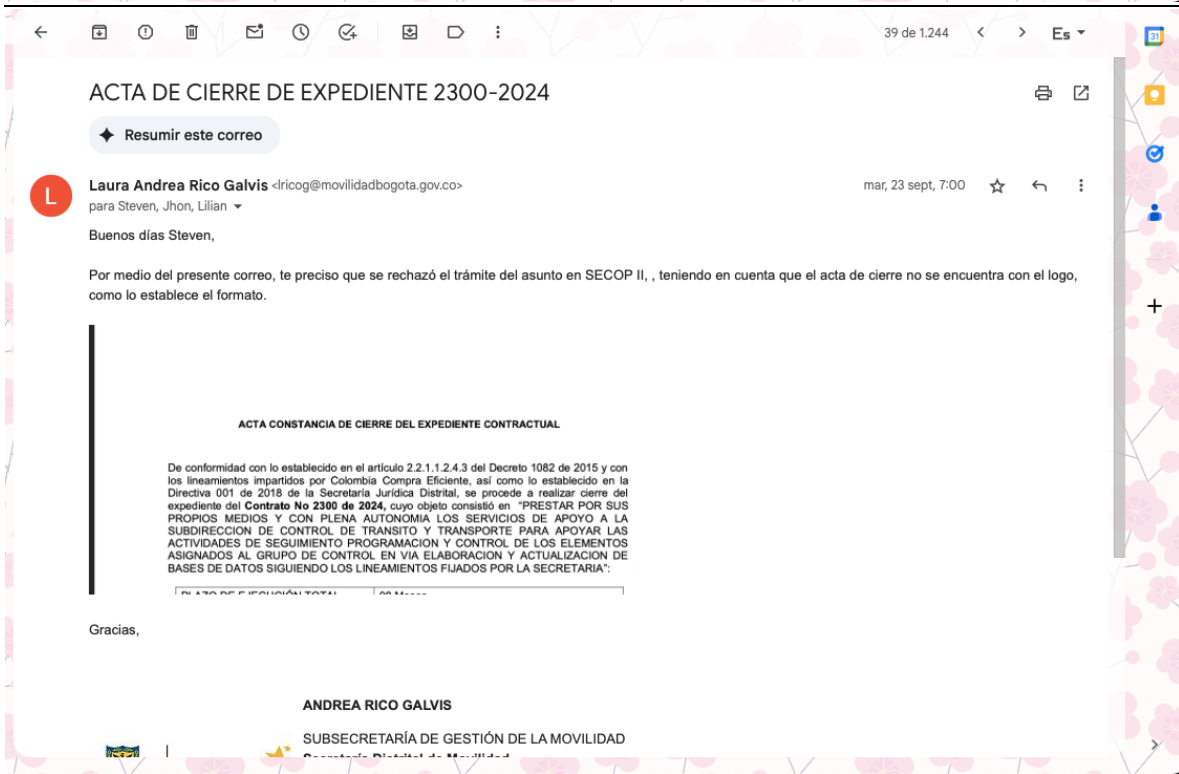 39 de 1.244
Es
31
ACTA DE CIERRE DE EXPEDIENTE 2300-2024
Resumir este correo
L
Laura Andrea Rico Galvis <lricog@movilidadbogota.gov.co>
mar, 23 sept, 7:00
para Steven, Jhon, Lilian
Buenos días Steven,
Por medio del presente correo, te preciso que se rechazó el trámite del asunto en SECOP II, , teniendo en cuenta que el acta de cierre no se encuentra con el logo,
como lo establece el formato.
ACTA CONSTANCIA DE CIERRE DEL EXPEDIENTE CONTRACTUAL
De conformidad con lo establecido en el artículo 2.2.1.1.2.4.3 del Decreto 1082 de 2015 y con
los lineamientos impartidos por Colombia Compra Eficiente, así como lo establecido en la
Directiva 001 de 2018 de la Secretaría Jurídica Distrital, se procede a realizar cierre del
expediente del Contrato No 2300 de 2024, cuyo objeto consistió en "PRESTAR POR SUS
PROPIOS MEDIOS Y CON PLENA AUTONOMIA LOS SERVICIOS DE APOYO A LA
SUBDIRECCION DE CONTROL DE TRANSITO Y TRANSPORTE PARA APOYAR LAS
ACTIVIDADES DE SEGUIMIENTO PROGRAMACION Y CONTROL DE LOS ELEMENTOS
ASIGNADOS AL GRUPO DE CONTROL EN VIA ELABORACION Y ACTUALIZACION DE
BASES DE DATOS SIGUIENDO LOS LINEAMIENTOS FIJADOS POR LA SECRETARIA":
PLAZO DE EJECUCIÓN TOTAL
Gracias,
ANDREA RICO GALVIS
SUBSECRETARÍA DE GESTIÓN DE LA MOVILIDAD
Secretaría Distrital de Movilidad